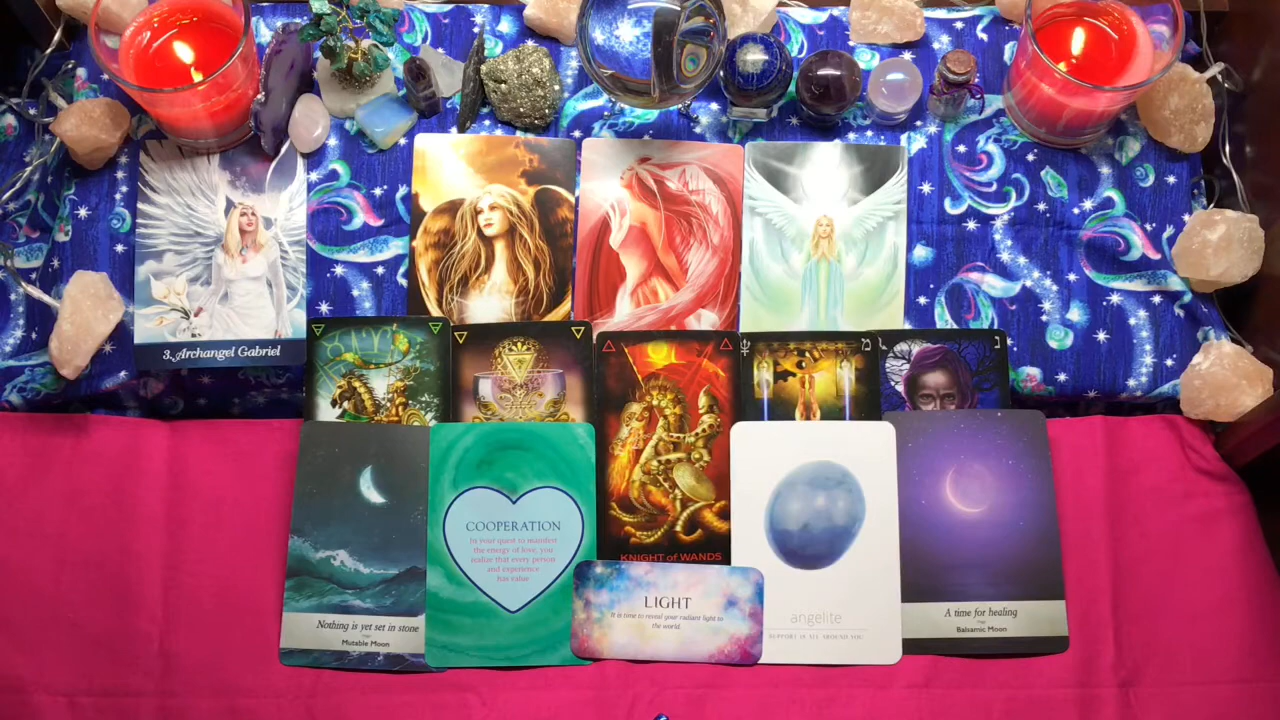 3. Archangel Gabriel
KNIGHT of WANDS
Nothing is yet set in stone
Mutable Moon
COOPERATION
In your quest to manifest
the energy of love, you
realize that every person
and experience
has value
LIGHT
It is time to reveal your radiant light to
the world.
angelite
SUPPORT IS ALL AROUND YOU
A time for healing
Balsamic Moon